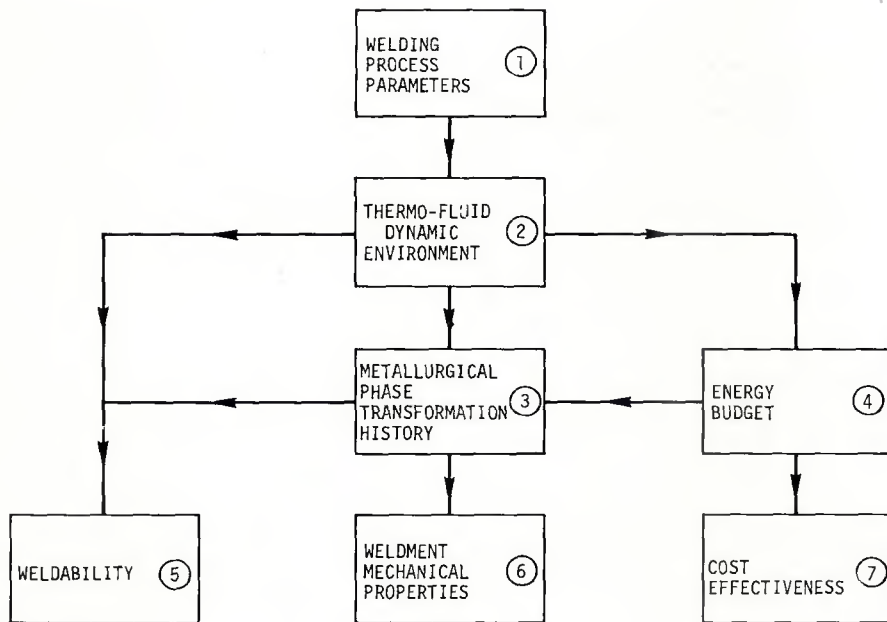 WELDING
PROCESS
PARAMETERS
1
THERMO-FLUID
DYNAMIC
ENVIRONMENT
2
METALLURGICAL
PHASE
TRANSFORMATION
HISTORY
3
ENERGY
BUDGET
4
WELDABILITY
5
WELDMENT
MECHANICAL
PROPERTIES
6
COST
EFFECTIVENESS
7